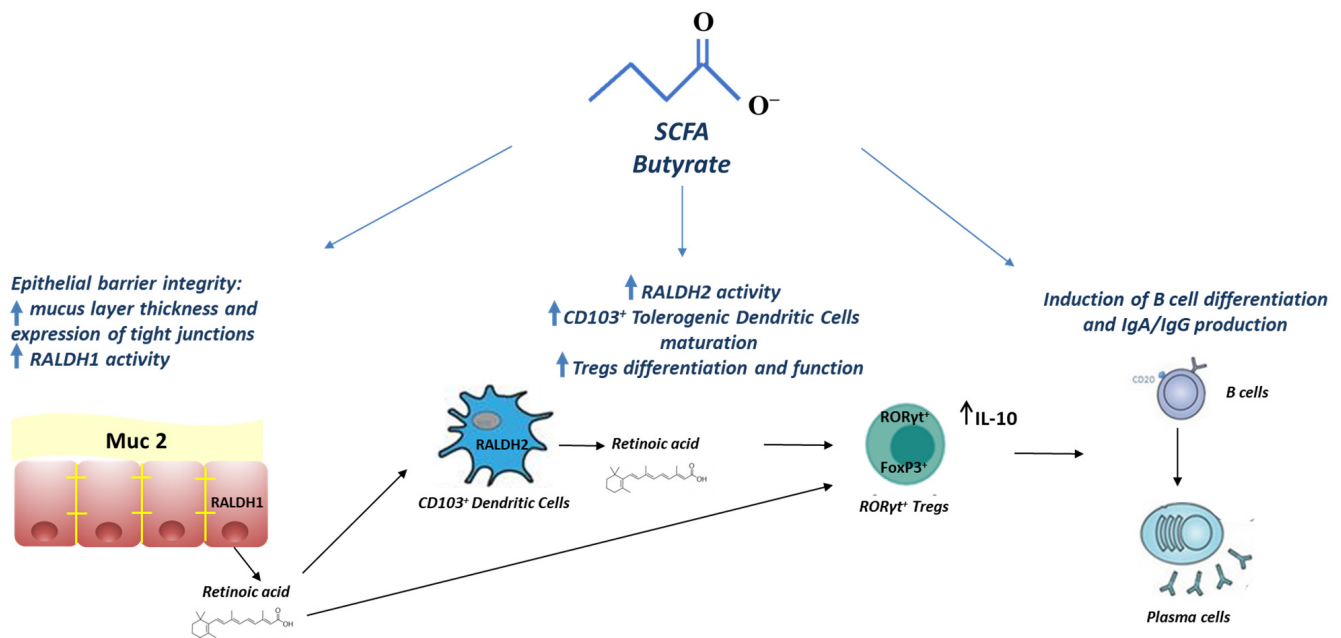 O
O–
SCFA
Butyrate
Epithelial barrier integrity:
mucus layer thickness and
expression of tight junctions
RALDH1 activity
RALDH2 activity
CD103+ Tolerogenic Dendritic Cells
maturation
Tregs differentiation and function
Induction of B cell differentiation
and IgA/IgG production
CD20
B cells
Muc 2
RALDH1
RALDH2
CD103+ Dendritic Cells
Retinoic acid
O
OH
RORγt+
FoxP3+
IL-10
RORγt+ Tregs
Retinoic acid
O
OH
Plasma cells